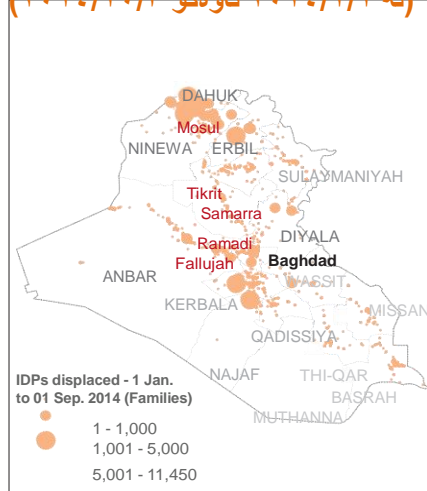 DAHUK
Mosul
NINEWA ERBIL
SULAYMANIYAH
Tikrit
Samarra
Ramadi DIYALA
Fallujah Baghdad
ANBAR WASSIT
KERBALA MISSAN
QADISSIYA
NAJAF THI-QAR
BASRAH
MUTHANNA
IDPs displaced - 1 Jan.
to 01 Sep. 2014 (Families)
1 - 1,000
1,001 - 5,000
5,001 - 11,450